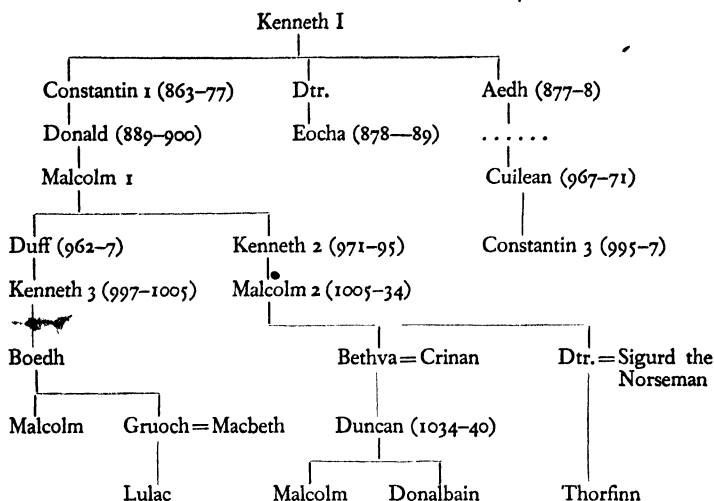 Kenneth I
Constantin 1 (863–77) Dtr. Aedh (877–8)
Donald (889–900) Eocha (878—89) . . . . . .
Malcolm 1 Cuilean (967–71)
Duff (962–7) Kenneth 2 (971–95) Constantin 3 (995–7)
Kenneth 3 (997–1005) Malcolm 2 (1005–34)
Boedh Bethva=Crinan Dtr.=Sigurd the
Norseman
Malcolm Gruoch=Macbeth Duncan (1034–40)
Lulac Malcolm Donalbain Thorfinn